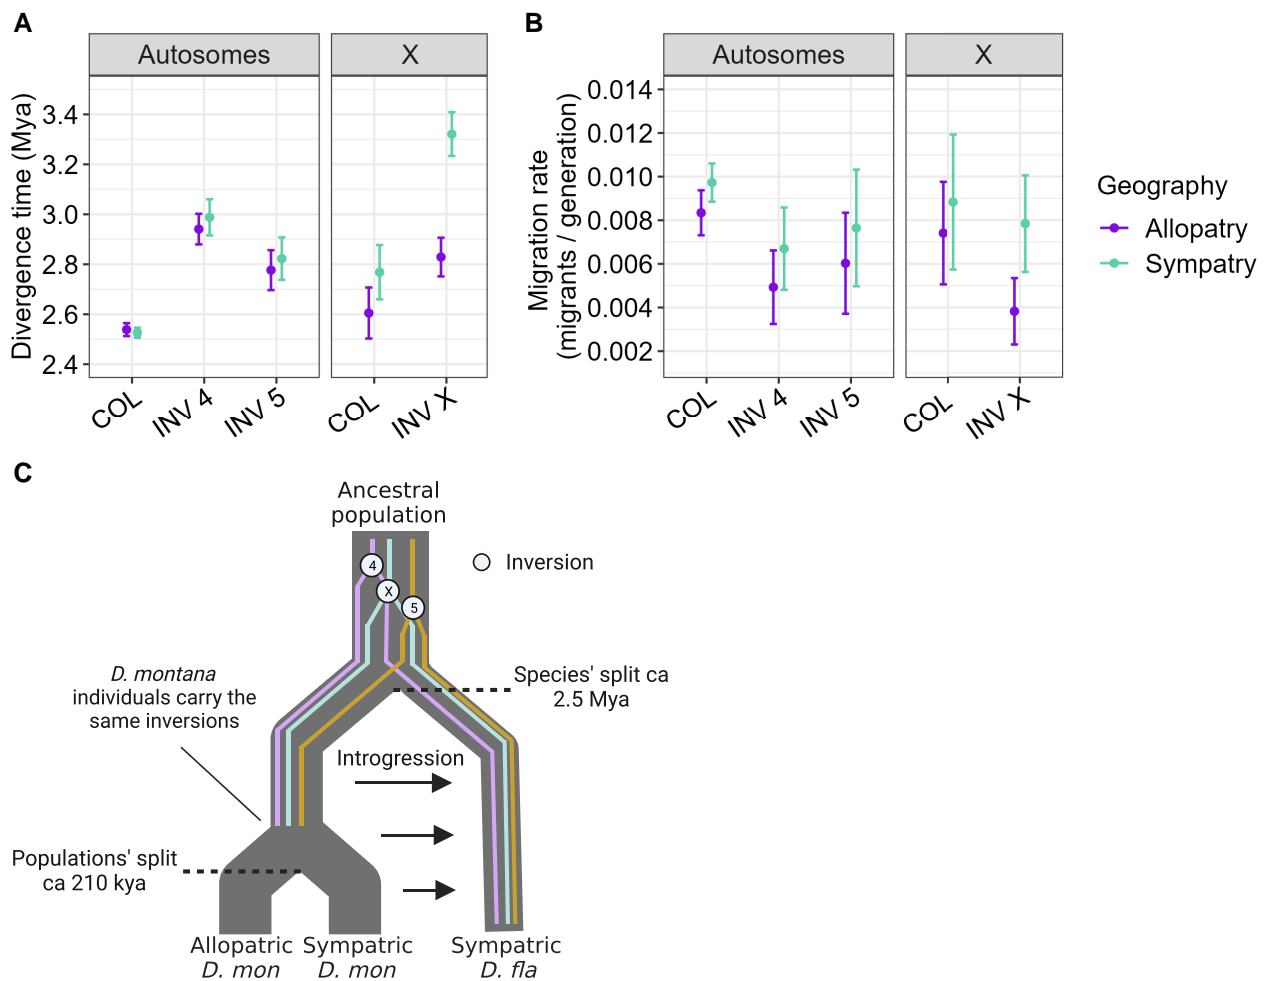 A
Autosomes
X
Divergence time (Mya)
3.4
3.2
3.0
2.8
2.6
2.4
COL
INV 4
INV 5
COL
INV X
B
Autosomes
X
Migration rate
(migrants / generation)
0.014
0.012
0.010
0.008
0.006
0.004
0.002
COL
INV 4
INV 5
COL
INV X
Geography
Allopatry
Sympatry
C
Ancestral
population
4
X
5
Inversion
D. montana
individuals carry the
same inversions
Species' split ca
2.5 Mya
Introgression
Populations' split
ca 210 kya
Allopatric
D. mon
Sympatric
D. mon
Sympatric
D. fla